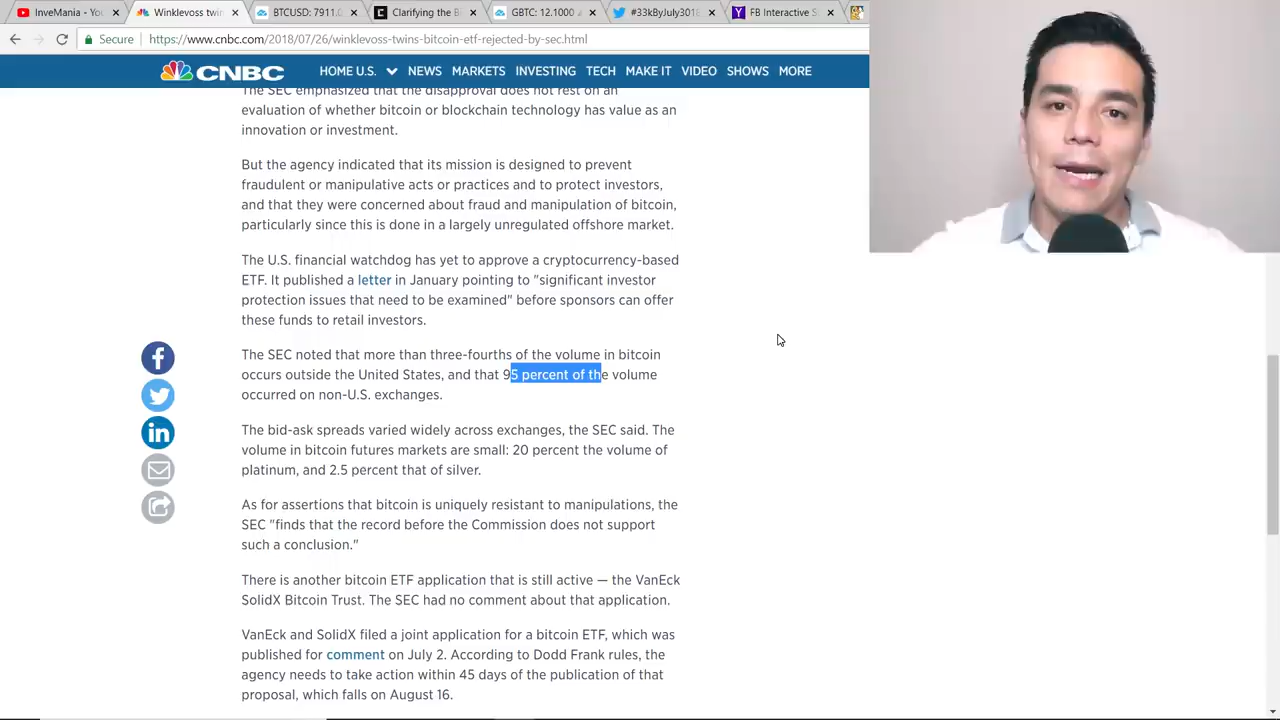 InveMania - You
Winklevoss twin
BTCUSD: 7911.0
Clarifying the B
GBTC: 12.1000
#33kByJuly3018
FB Interactive S
Secure
https://www.cnbc.com/2018/07/26/winklevoss-twins-bitcoin-etf-rejected-by-sec.html
CNBC
HOME U.S. NEWS MARKETS INVESTING TECH MAKE IT VIDEO SHOWS MORE
The SEC emphasized that the disapproval does not rest on an
evaluation of whether bitcoin or blockchain technology has value as an
innovation or investment.
But the agency indicated that its mission is designed to prevent
fraudulent or manipulative acts or practices and to protect investors,
and that they were concerned about fraud and manipulation of bitcoin,
particularly since this is done in a largely unregulated offshore market.
The U.S. financial watchdog has yet to approve a cryptocurrency-based
ETF. It published a letter in January pointing to "significant investor
protection issues that need to be examined" before sponsors can offer
these funds to retail investors.
The SEC noted that more than three-fourths of the volume in bitcoin
occurs outside the United States, and that 95 percent of the volume
occurred on non-U.S. exchanges.
The bid-ask spreads varied widely across exchanges, the SEC said. The
volume in bitcoin futures markets are small: 20 percent the volume of
platinum, and 2.5 percent that of silver.
As for assertions that bitcoin is uniquely resistant to manipulations, the
SEC "finds that the record before the Commission does not support
such a conclusion."
There is another bitcoin ETF application that is still active — the VanEck
SolidX Bitcoin Trust. The SEC had no comment about that application.
VanEck and SolidX filed a joint application for a bitcoin ETF, which was
published for comment on July 2. According to Dodd Frank rules, the
agency needs to take action within 45 days of the publication of that
proposal, which falls on August 16.